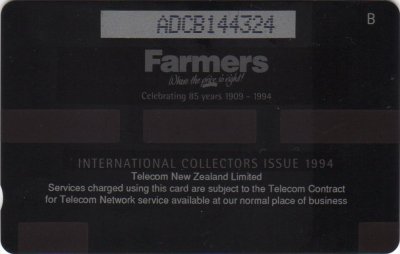 ADCB144324
B
Farmers
Where the price is right!
Celebrating 85 years 1909 - 1994
INTERNATIONAL COLLECTORS ISSUE 1994
Telecom New Zealand Limited
Services charged using this card are subject to the Telecom Contract
for Telecom Network service available at our normal place of business